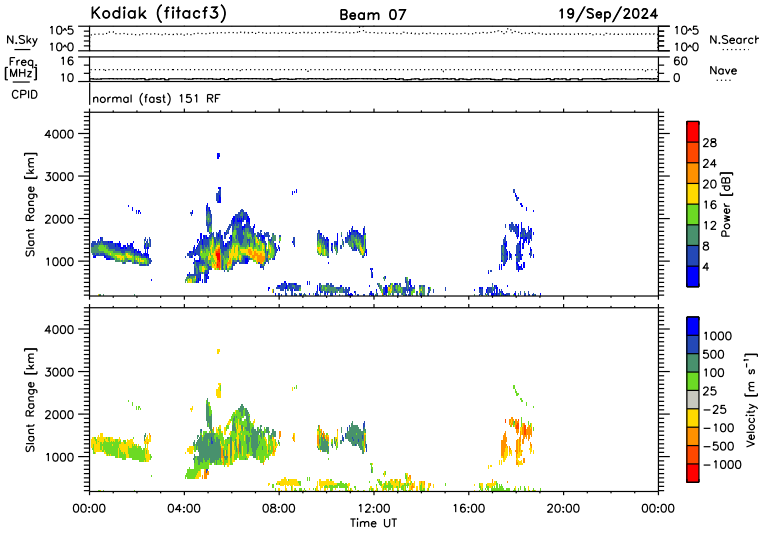 Kodiak (fitacf3) Beam 07 19/Sep/2024
N.Sky 10^5 10^0 10^5 10^0 N.Search
Freq. [MHz] 16 10 60 0 Nave
CPID normal (fast) 151 RF
Slant Range [km] 4000 3000 2000 1000
28 24 20 16 12 8 4 Power [dB]
Slant Range [km] 4000 3000 2000 1000
1000 500 100 25 −25 −100 −500 −1000 Velocity [m s⁻¹]
00:00 04:00 08:00 12:00 16:00 20:00 00:00
Time UT